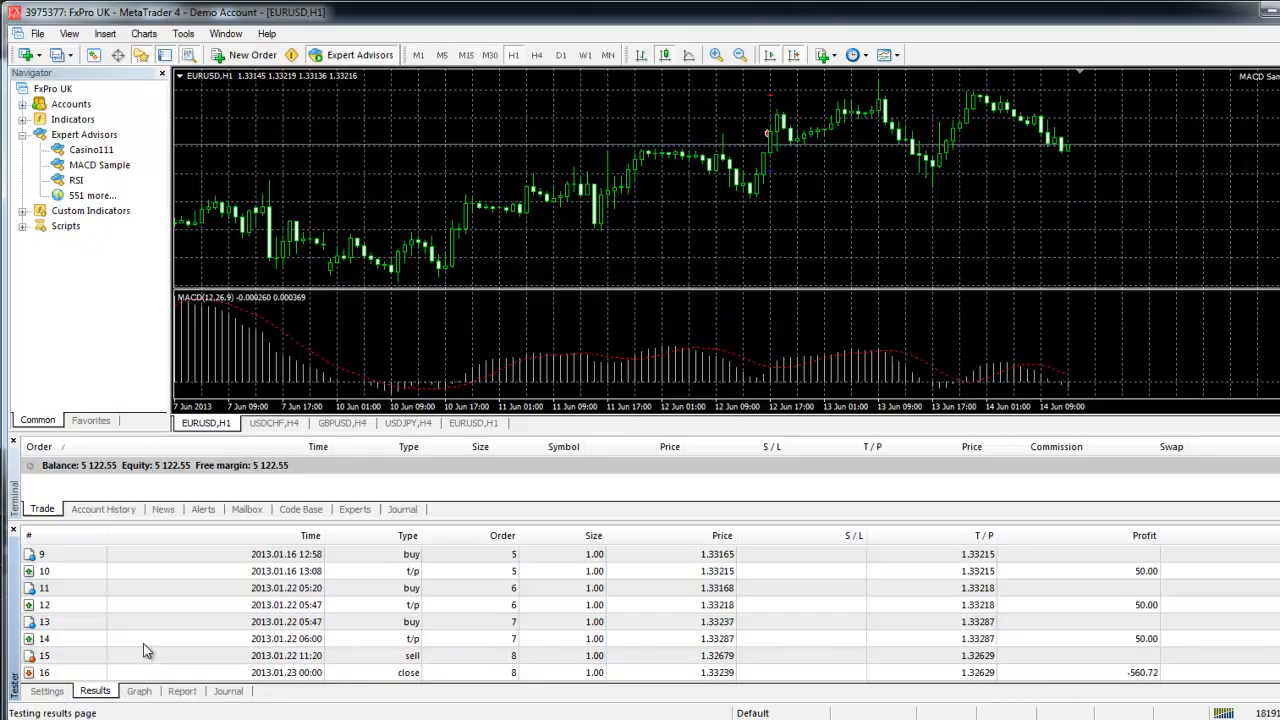 3975377: FxPro UK - MetaTrader 4 - Demo Account - [EURUSD,H1]
File View Insert Charts Tools Window Help
New Order Expert Advisors M1 M5 M15 M30 H1 H4 D1 W1 MN
Navigator
FxPro UK
Accounts
Indicators
Expert Advisors
Casino111
MACD Sample
RSI
551 more...
Custom Indicators
Scripts
Common Favorites
EURUSD,H1 1.33145 1.33219 1.33136 1.33216
MACD Sam
MACD(12,26,9) -0.000260 0.000369
7 Jun 2013 7 Jun 09:00 7 Jun 17:00 10 Jun 01:00 10 Jun 09:00 10 Jun 17:00 11 Jun 01:00 11 Jun 09:00 11 Jun 17:00 12 Jun 01:00 12 Jun 09:00 12 Jun 17:00 13 Jun 01:00 13 Jun 09:00 13 Jun 17:00 14 Jun 01:00 14 Jun 09:00
EURUSD,H1 USDCHF,H4 GBPUSD,H4 USDJPY,H4 EURUSD,H1
Order / Time Type Size Symbol Price S / L T / P Price Commission Swap
Balance: 5 122.55 Equity: 5 122.55 Free margin: 5 122.55
Terminal
Trade Account History News Alerts Mailbox Code Base Experts Journal
# Time Type Order Size Price S / L T / P Profit
9 2013.01.16 12:58 buy 5 1.00 1.33165 1.33215
10 2013.01.16 13:08 t/p 5 1.00 1.33215 1.33215 50.00
11 2013.01.22 05:20 buy 6 1.00 1.33168 1.33218
12 2013.01.22 05:47 t/p 6 1.00 1.33218 1.33218 50.00
13 2013.01.22 05:47 buy 7 1.00 1.33237 1.33287
14 2013.01.22 06:00 t/p 7 1.00 1.33287 1.33287 50.00
15 2013.01.22 11:20 sell 8 1.00 1.32679 1.32629
16 2013.01.23 00:00 close 8 1.00 1.33239 1.32629 -560.72
Tester
Settings Results Graph Report Journal
Testing results page Default 18191